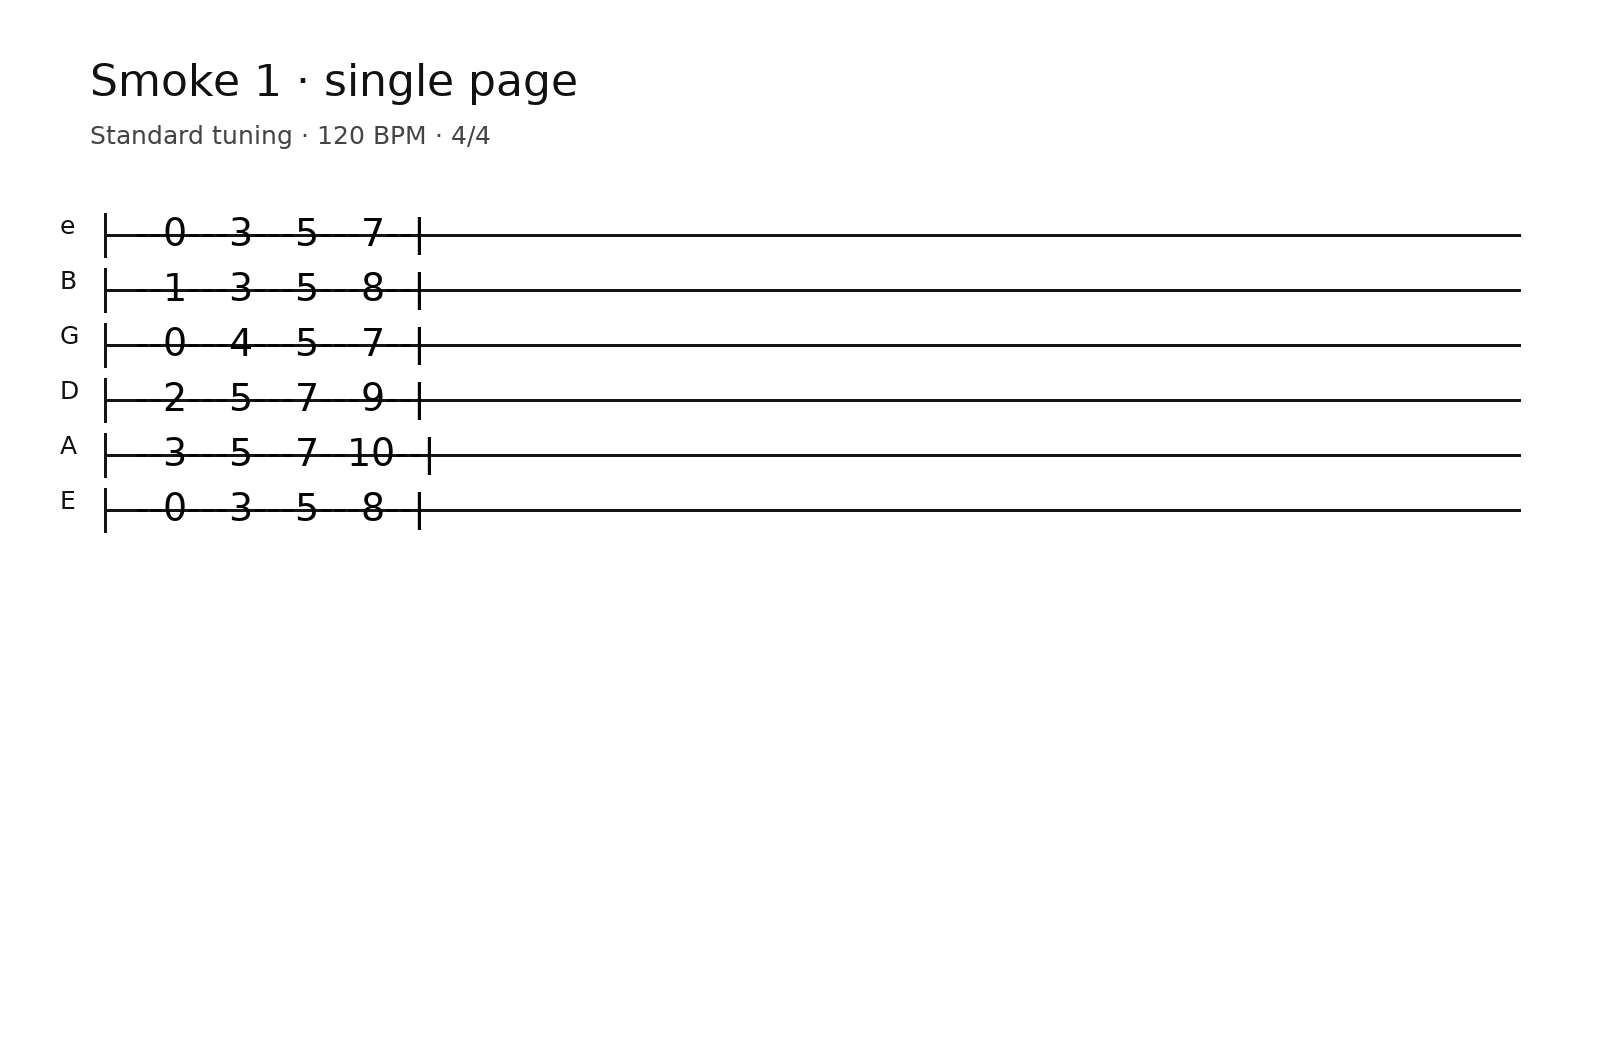 Smoke 1 · single page
Standard tuning · 120 BPM · 4/4
e |--0---3---5---7--|
B |--1---3---5---8--|
G |--0---4---5---7--|
D |--2---5---7---9--|
A |--3---5---7--10--|
E |--0---3---5---8--|